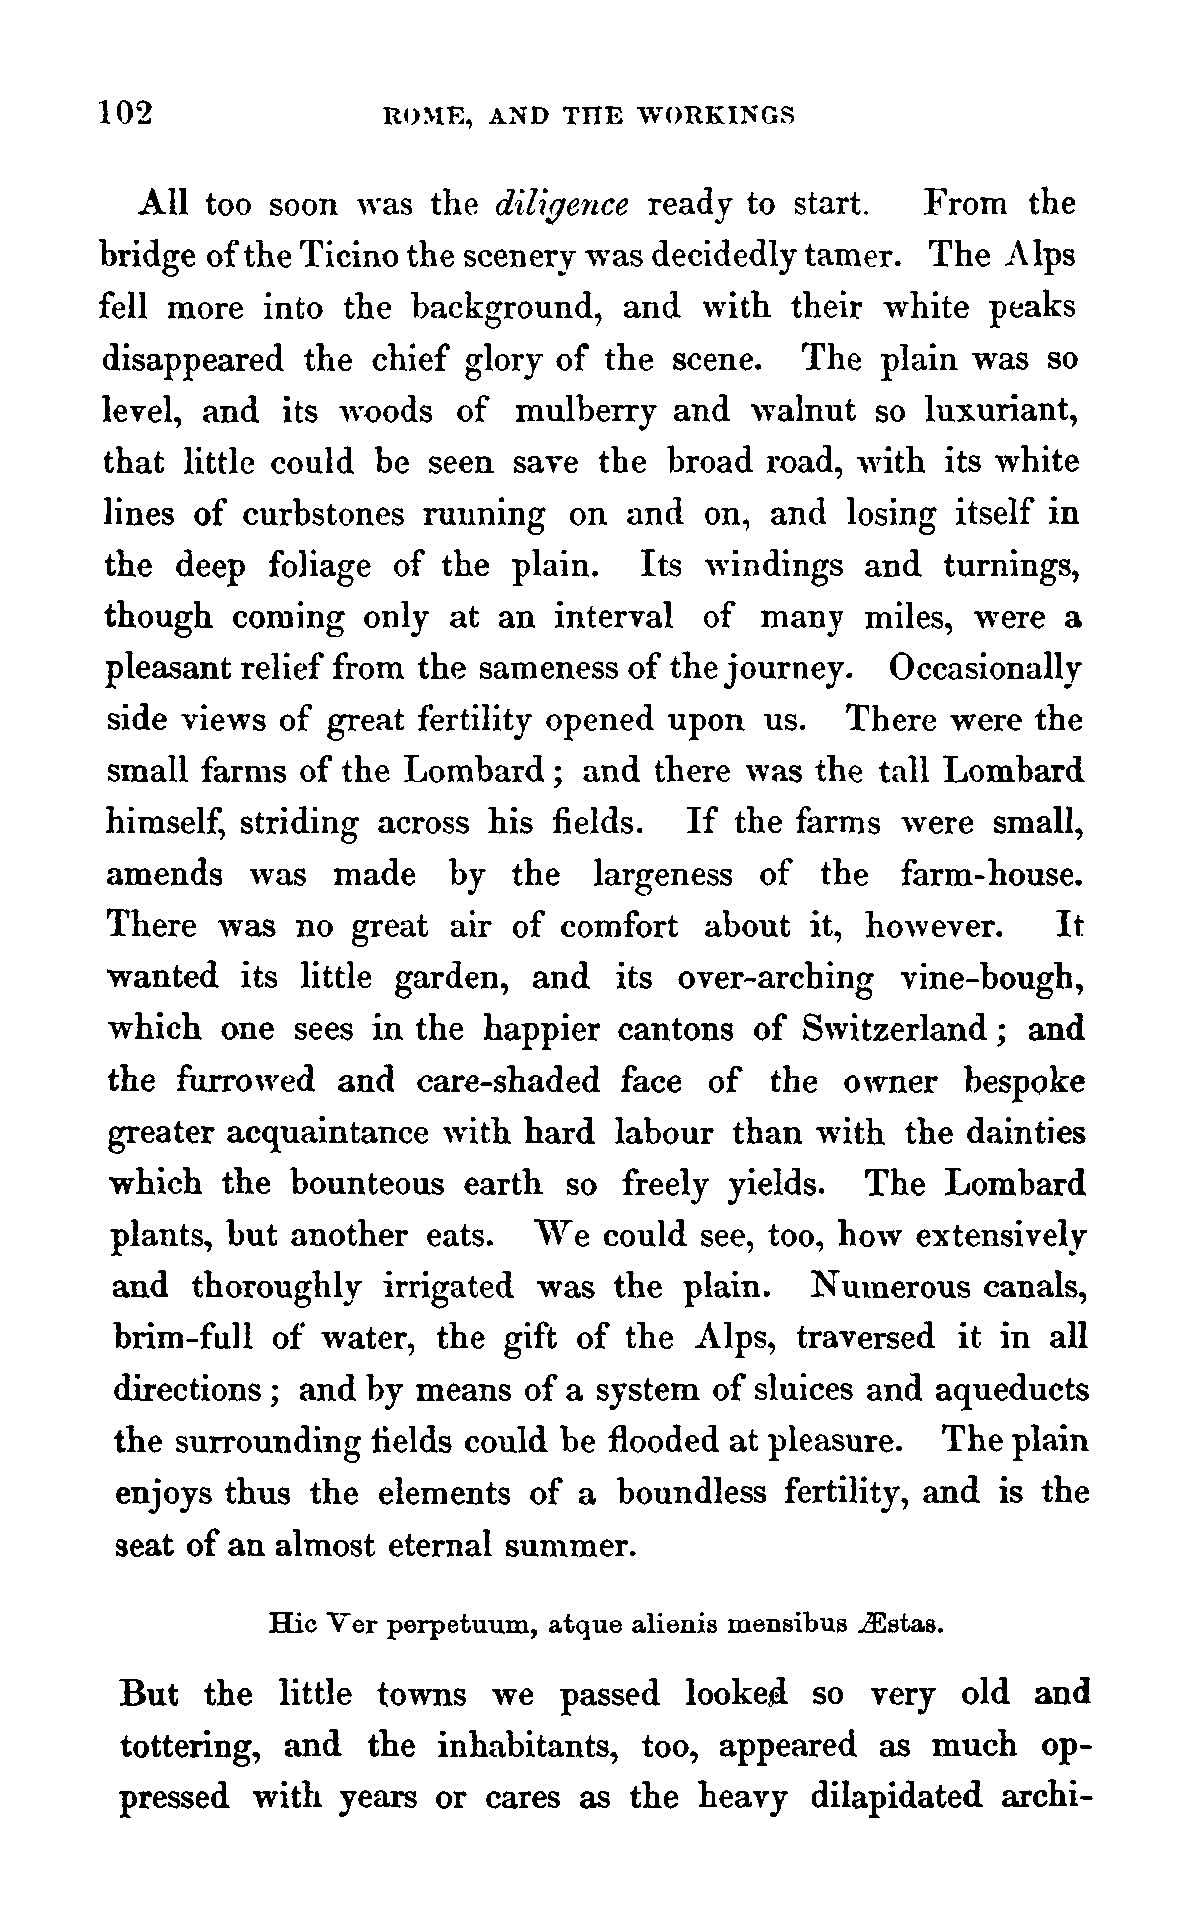 102 ROME, AND THE WORKINGS
All too soon was the diligence ready to start. From the
bridge of the Ticino the scenery was decidedly tamer. The Alps
fell more into the background, and with their white peaks
disappeared the chief glory of the scene. The plain was so
level, and its woods of mulberry and walnut so luxuriant,
that little could be seen save the broad road, with its white
lines of curbstones running on and on, and losing itself in
the deep foliage of the plain. Its windings and turnings,
though coming only at an interval of many miles, were a
pleasant relief from the sameness of the journey. Occasionally
side views of great fertility opened upon us. There were the
small farms of the Lombard; and there was the tall Lombard
himself, striding across his fields. If the farms were small,
amends was made by the largeness of the farm-house.
There was no great air of comfort about it, however. It
wanted its little garden, and its over-arching vine-bough,
which one sees in the happier cantons of Switzerland; and
the furrowed and care-shaded face of the owner bespoke
greater acquaintance with hard labour than with the dainties
which the bounteous earth so freely yields. The Lombard
plants, but another eats. We could see, too, how extensively
and thoroughly irrigated was the plain. Numerous canals,
brim-full of water, the gift of the Alps, traversed it in all
directions; and by means of a system of sluices and aqueducts
the surrounding fields could be flooded at pleasure. The plain
enjoys thus the elements of a boundless fertility, and is the
seat of an almost eternal summer.
Hic Ver perpetuum, atque alienis mensibus Æstas.
But the little towns we passed looked so very old and
tottering, and the inhabitants, too, appeared as much op-
pressed with years or cares as the heavy dilapidated archi-